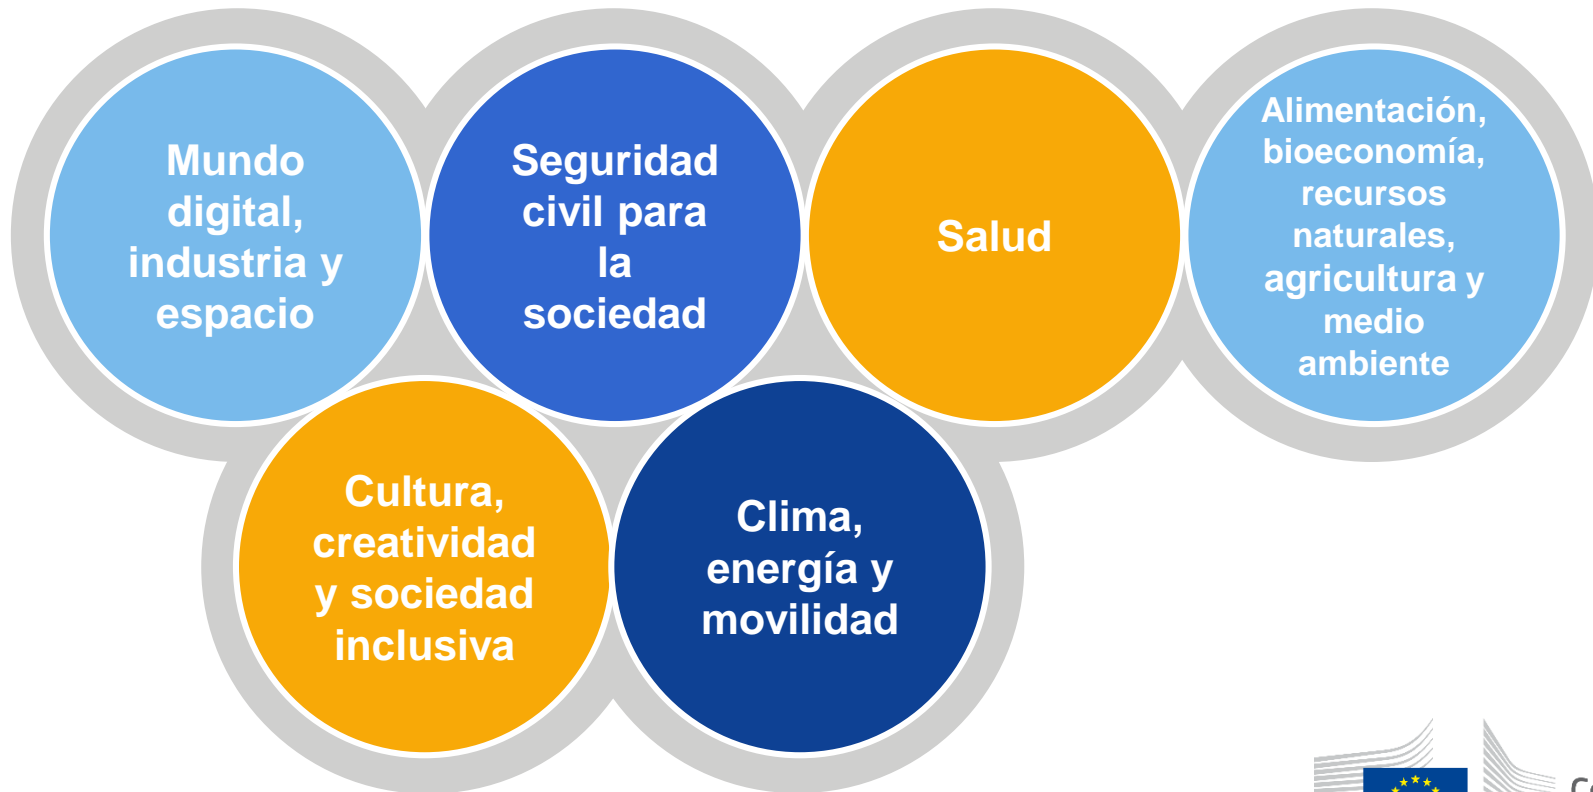 Mundo
digital,
industria y
espacio
Seguridad
civil para
la
sociedad
Salud
Alimentación,
bioeconomía,
recursos
naturales,
agricultura y
medio
ambiente
Cultura,
creatividad
y sociedad
inclusiva
Clima,
energía y
movilidad